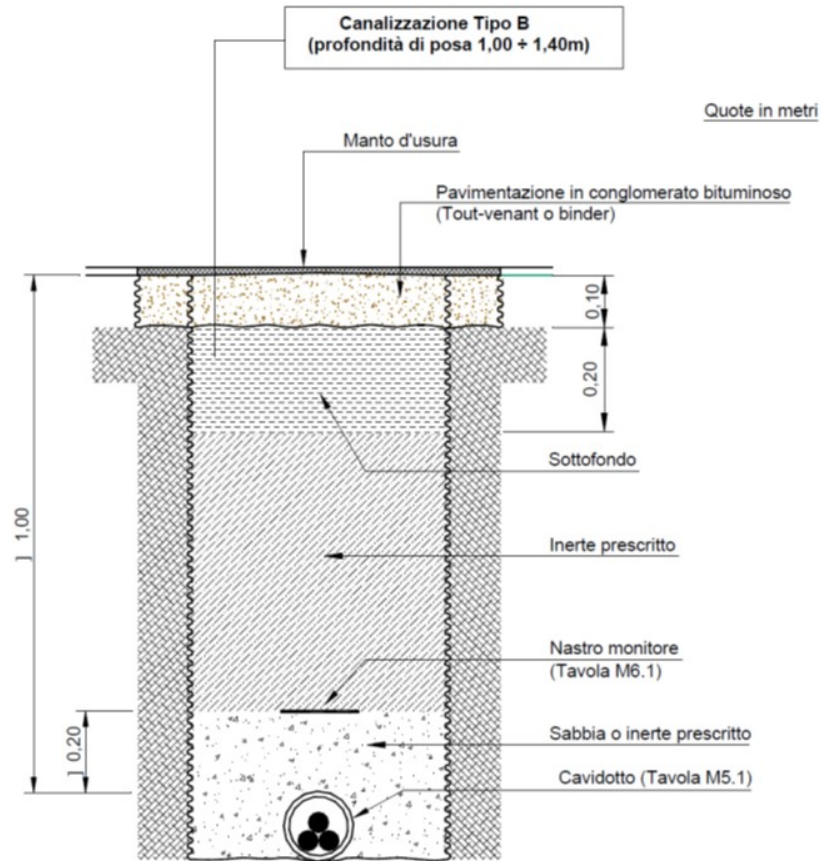 Canalizzazione Tipo B
(profondità di posa 1,00 ÷ 1,40m)
Quote in metri
Manto d'usura
Pavimentazione in conglomerato bituminoso
(Tout-venant o binder)
0,10
0,20
Sottofondo
] 1,00
Inerte prescritto
Nastro monitore
(Tavola M6.1)
] 0,20
Sabbia o inerte prescritto
Cavidotto (Tavola M5.1)